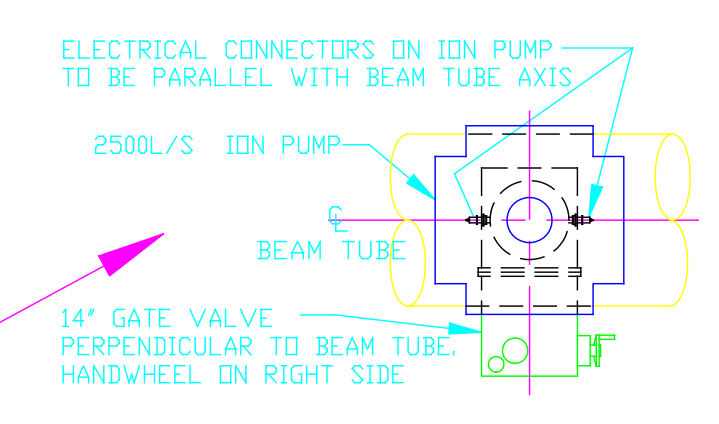 ELECTRICAL CONNECTORS ON ION PUMP
TO BE PARALLEL WITH BEAM TUBE AXIS
2500L/S ION PUMP
℄
BEAM TUBE
14" GATE VALVE
PERPENDICULAR TO BEAM TUBE.
HANDWHEEL ON RIGHT SIDE